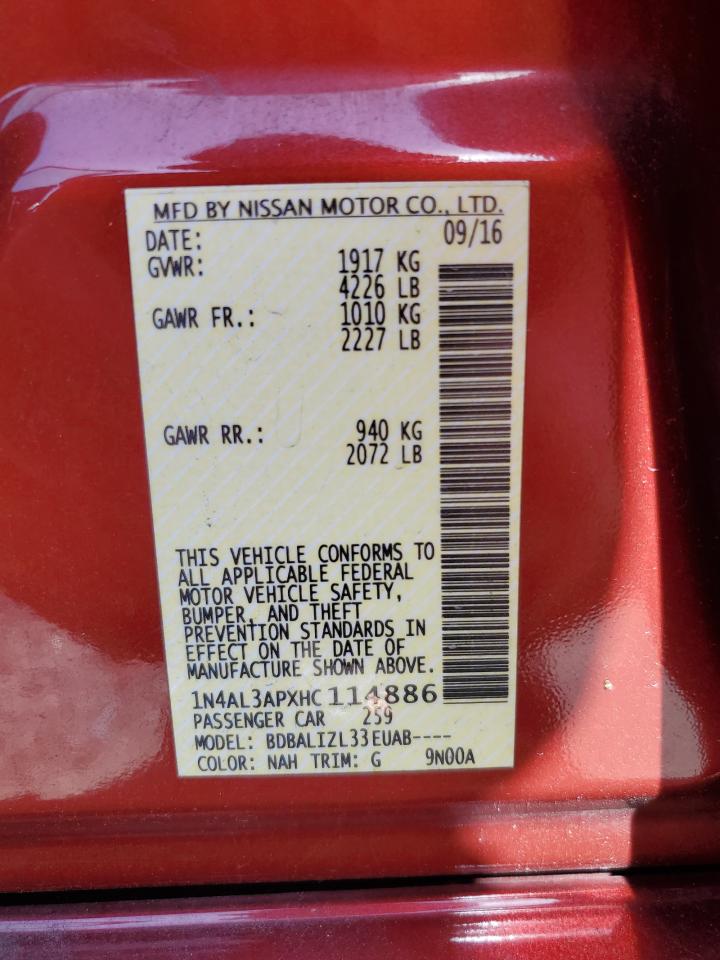 MFD BY NISSAN MOTOR CO., LTD.
DATE: 09/16
GVWR: 1917 KG
4226 LB
GAWR FR.: 1010 KG
2227 LB
GAWR RR.: 940 KG
2072 LB
THIS VEHICLE CONFORMS TO
ALL APPLICABLE FEDERAL
MOTOR VEHICLE SAFETY,
BUMPER, AND THEFT
PREVENTION STANDARDS IN
EFFECT ON THE DATE OF
MANUFACTURE SHOWN ABOVE.
1N4AL3APXHC114886
PASSENGER CAR 259
MODEL: BDBALIZL33EUAB----
COLOR: NAH TRIM: G 9N00A